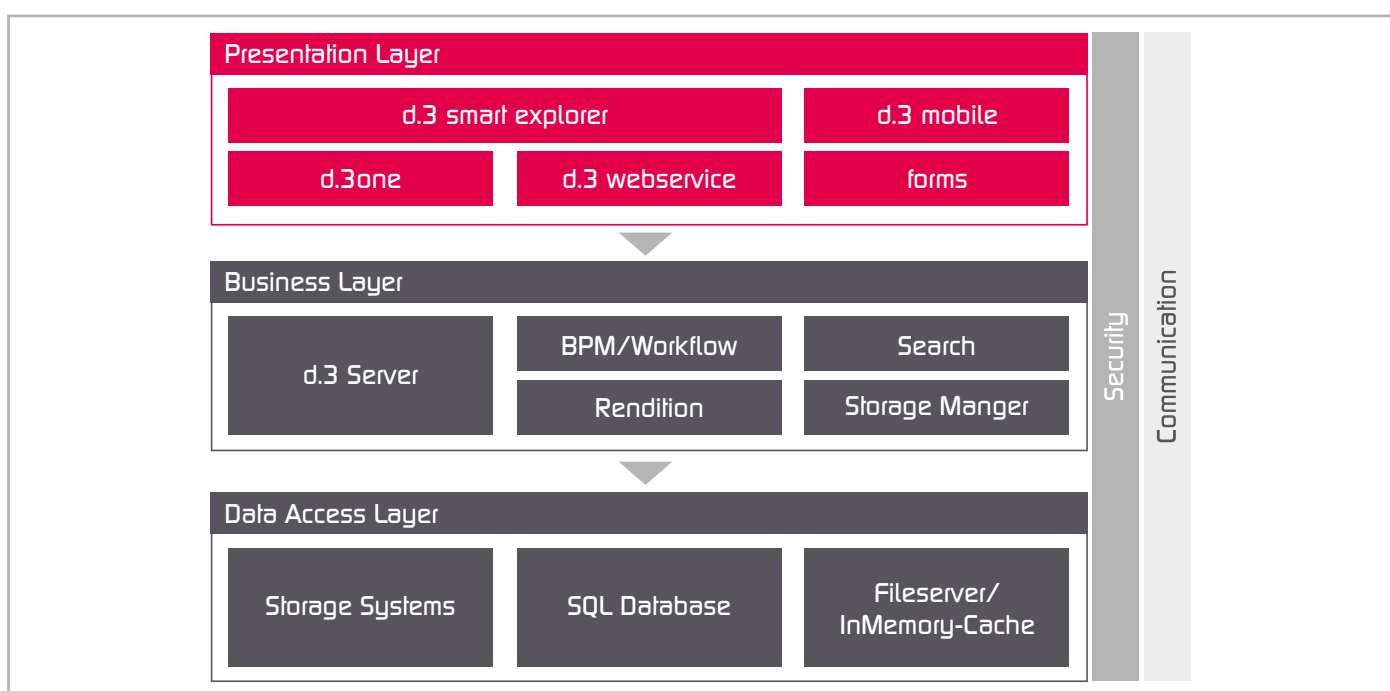 Presentation Layer
d.3 smart explorer
d.3 mobile
d.3one
d.3 webservice
forms
Business Layer
d.3 Server
BPM/Workflow
Search
Rendition
Storage Manger
Data Access Layer
Storage Systems
SQL Database
Fileserver/
InMemory-Cache
Security
Communication